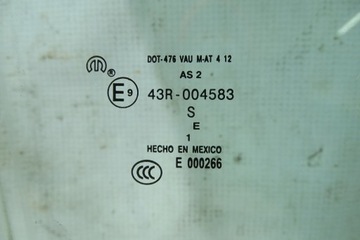 DOT-476 VAU M-AT 4 12
AS 2
®
E9 43R-004583
S
E
1
HECHO EN MEXICO
CCC E 000266